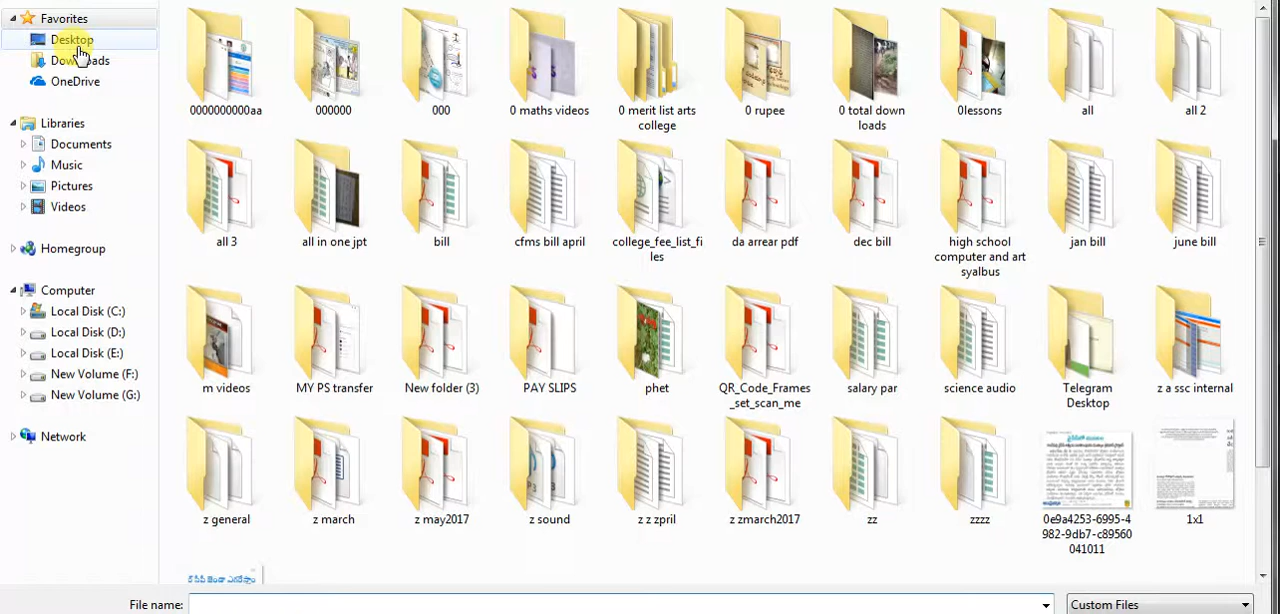 Favorites
Desktop
Downloads
OneDrive
Libraries
Documents
Music
Pictures
Videos
Homegroup
Computer
Local Disk (C:)
Local Disk (D:)
Local Disk (E:)
New Volume (F:)
New Volume (G:)
Network
0000000000aa
000000
000
0 maths videos
0 merit list arts
college
0 rupee
0 total down
loads
0lessons
all
all 2
all 3
all in one jpt
bill
cfms bill april
college_fee_list_fi
les
da arrear pdf
dec bill
high school
computer and art
syalbus
jan bill
june bill
m videos
MY PS transfer
New folder (3)
PAY SLIPS
phet
QR_Code_Frames
_set_scan_me
salary par
science audio
Telegram
Desktop
z a ssc internal
z general
z march
z may2017
z sound
z z zpril
z zmarch2017
zz
zzzz
0e9a4253-6995-4
982-9db7-c89560
041011
1x1
File name:
Custom Files